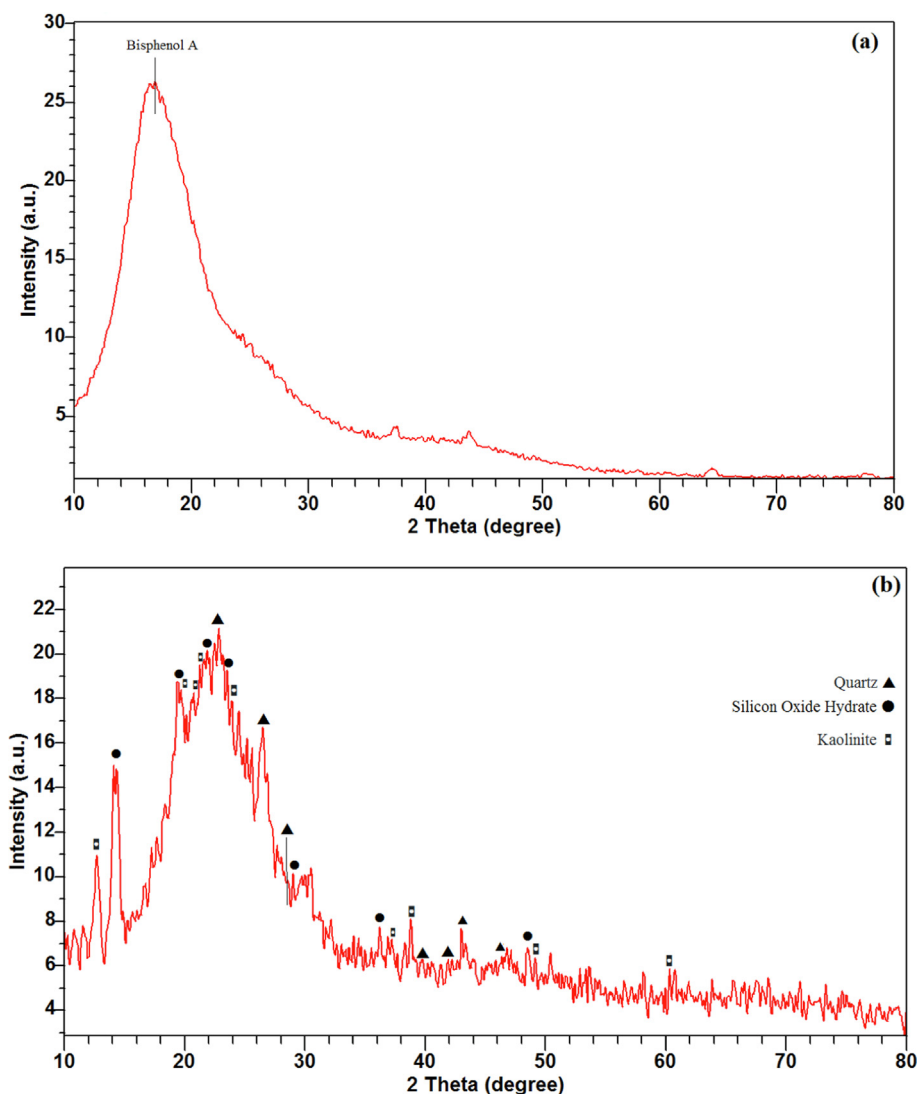 (a)
Bisphenol A
30
25
20
15
10
5
Intensity (a.u.)
10 20 30 40 50 60 70 80
2 Theta (degree)
(b)
22
20
18
16
14
12
10
8
6
4
Intensity (a.u.)
Quartz
Silicon Oxide Hydrate
Kaolinite
10 20 30 40 50 60 70 80
2 Theta (degree)